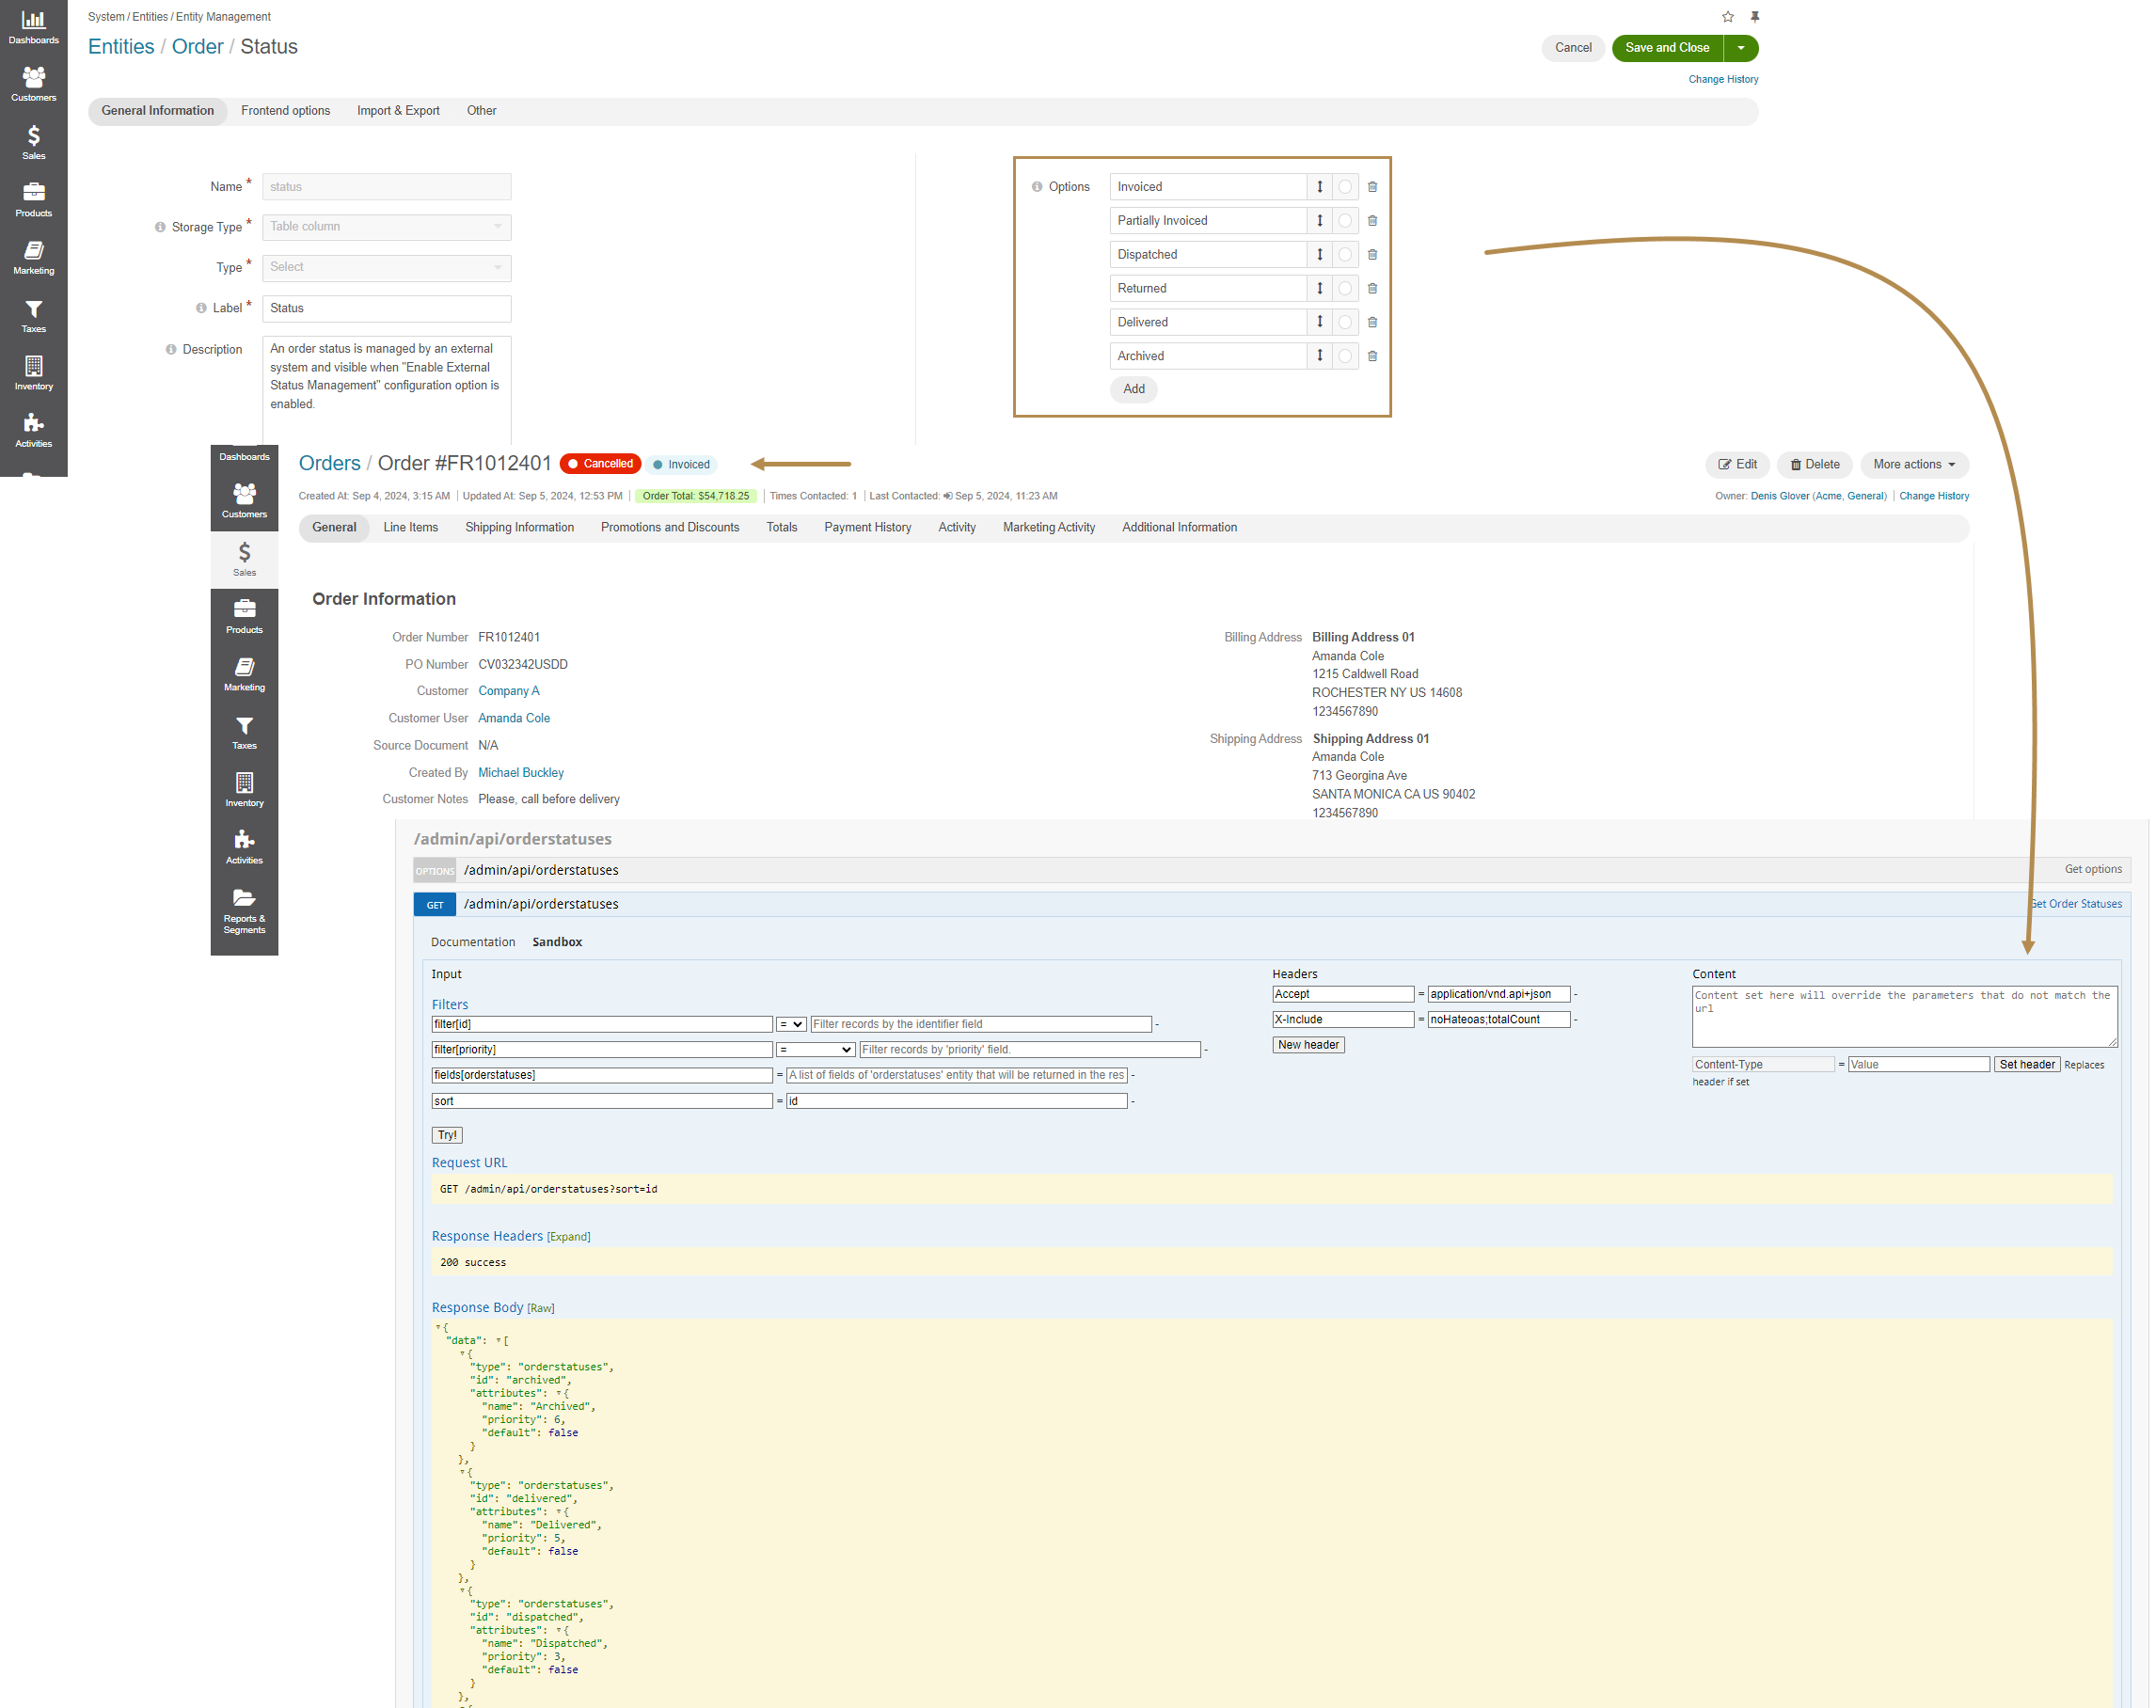 Dashboards
Customers
Sales
Products
Marketing
Taxes
Inventory
Activities
System / Entities / Entity Management
Entities / Order / Status
Cancel
Save and Close
Change History
General Information
Frontend options
Import & Export
Other
Name *
status
Storage Type *
Table column
Type *
Select
Label *
Status
Description
An order status is managed by an external
system and visible when "Enable External
Status Management" configuration option is
enabled.
Options
Invoiced
Partially Invoiced
Dispatched
Returned
Delivered
Archived
Add
Dashboards
Customers
Sales
Products
Marketing
Taxes
Inventory
Activities
Reports &
Segments
Orders / Order #FR1012401 Cancelled Invoiced
Edit
Delete
More actions
Created At: Sep 4, 2024, 3:15 AM | Updated At: Sep 5, 2024, 12:53 PM | Order Total: $54,718.25 | Times Contacted: 1 | Last Contacted: Sep 5, 2024, 11:23 AM
Owner: Denis Glover (Acme, General) | Change History
General
Line Items
Shipping Information
Promotions and Discounts
Totals
Payment History
Activity
Marketing Activity
Additional Information
Order Information
Order Number FR1012401
PO Number CV032342USDD
Customer Company A
Customer User Amanda Cole
Source Document N/A
Created By Michael Buckley
Customer Notes Please, call before delivery
Billing Address Billing Address 01
Amanda Cole
1215 Caldwell Road
ROCHESTER NY US 14608
1234567890
Shipping Address Shipping Address 01
Amanda Cole
713 Georgina Ave
SANTA MONICA CA US 90402
1234567890
/admin/api/orderstatuses
OPTIONS /admin/api/orderstatuses Get options
GET /admin/api/orderstatuses Get Order Statuses
Documentation Sandbox
Input
Filters
filter[id] = Filter records by the identifier field -
filter[priority] = Filter records by 'priority' field. -
fields[orderstatuses] = A list of fields of 'orderstatuses' entity that will be returned in the res -
sort = id -
Try!
Headers
Accept = application/vnd.api+json -
X-Include = noHateoas;totalCount -
New header
Content
Content set here will override the parameters that do not match the
url
Content-Type = Value Set header Replaces
header if set
Request URL
GET /admin/api/orderstatuses?sort=id
Response Headers [Expand]
200 success
Response Body [Raw]
{
"data": [
{
"type": "orderstatuses",
"id": "archived",
"attributes": {
"name": "Archived",
"priority": 6,
"default": false
}
},
{
"type": "orderstatuses",
"id": "delivered",
"attributes": {
"name": "Delivered",
"priority": 5,
"default": false
}
},
{
"type": "orderstatuses",
"id": "dispatched",
"attributes": {
"name": "Dispatched",
"priority": 3,
"default": false
}
},